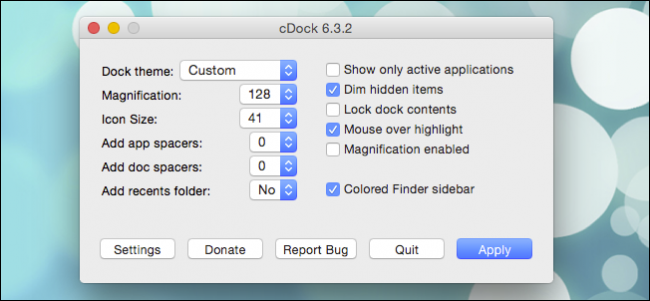 cDock 6.3.2
Dock theme: Custom
Magnification: 128
Icon Size: 41
Add app spacers: 0
Add doc spacers: 0
Add recents folder: No
Show only active applications
Dim hidden items
Lock dock contents
Mouse over highlight
Magnification enabled
Colored Finder sidebar
Settings Donate Report Bug Quit Apply